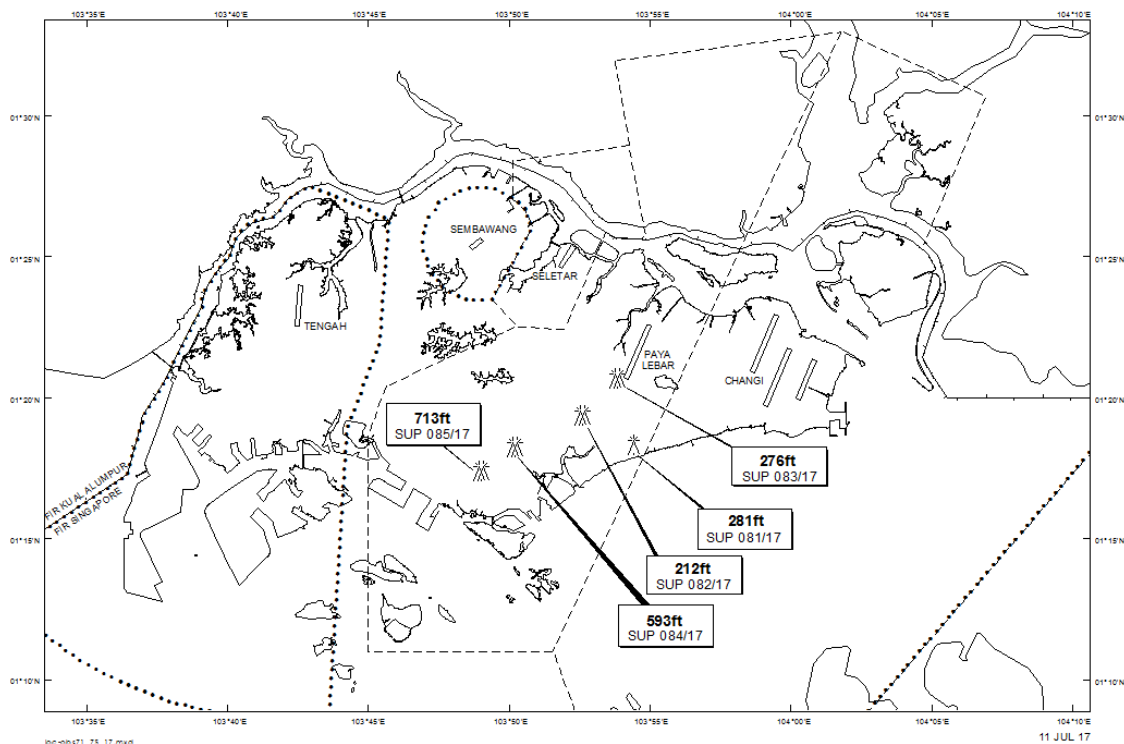 103°35'E 103°40'E 103°45'E 103°50'E 103°55'E 104°00'E 104°05'E 104°10'E
01°30'N 01°30'N
SEMBAWANG
01°25'N 01°25'N
SELETAR
TENGAH
PAYA
LEBAR
CHANGI
01°20'N 01°20'N
713ft
SUP 085/17
276ft
SUP 083/17
FIR KUALALUMPUR
FIR SINGAPORE
281ft
SUP 081/17
01°15'N 01°15'N
212ft
SUP 082/17
593ft
SUP 084/17
01°10'N 01°10'N
103°35'E 103°40'E 103°45'E 103°50'E 103°55'E 104°00'E 104°05'E 104°10'E
11 JUL 17